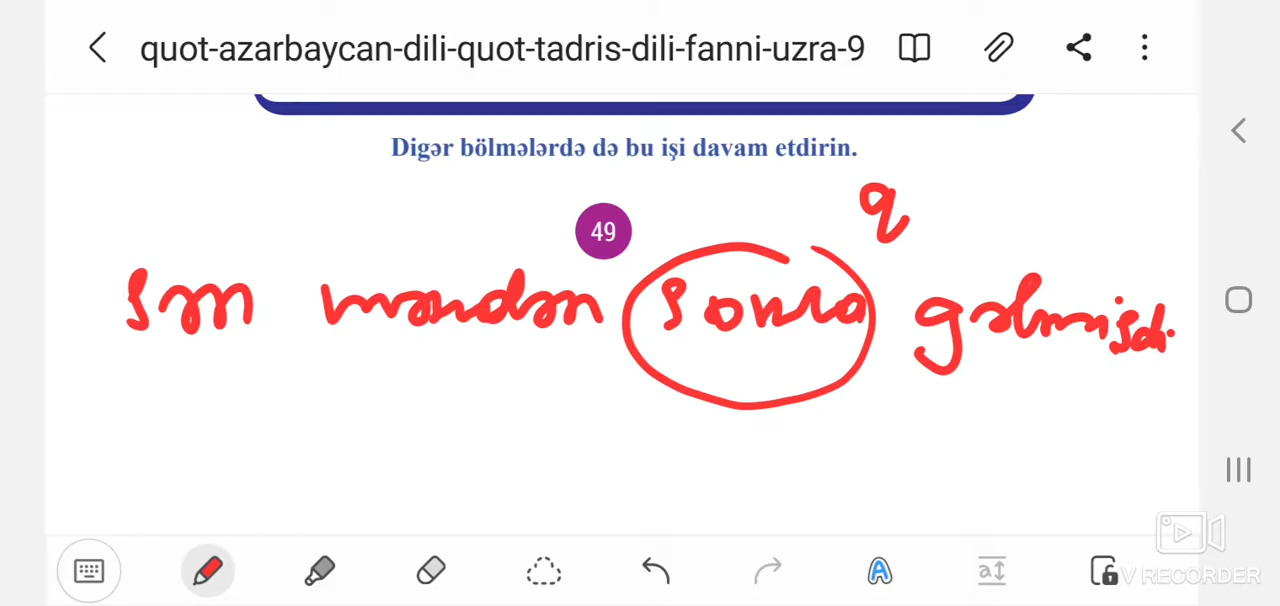 quot-azarbaycan-dili-quot-tadris-dili-fanni-uzra-9
Digər bölmələrdə də bu işi davam etdirin.
49
q
Sən məndən sonra gəlmişdi.
A
a
V RECORDER